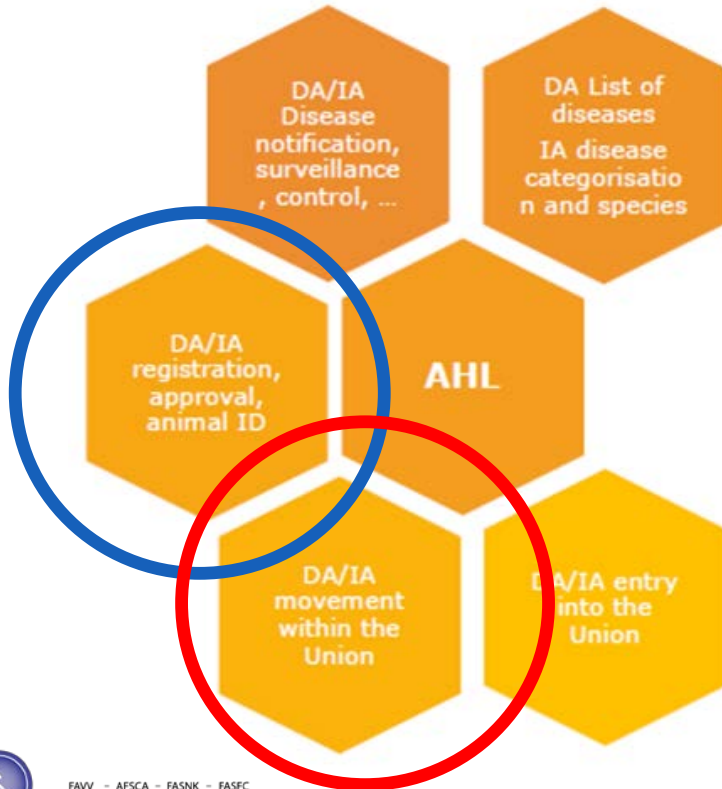 DA/IA
Disease
notification,
surveillance
, control, ...
DA List of
diseases
IA disease
categorisatio
n and species
DA/IA
registration,
approval,
animal ID
AHL
DA/IA
movement
within the
Union
DA/IA entry
into the
Union
FAVV - AFSCA - FASNK - FASFC